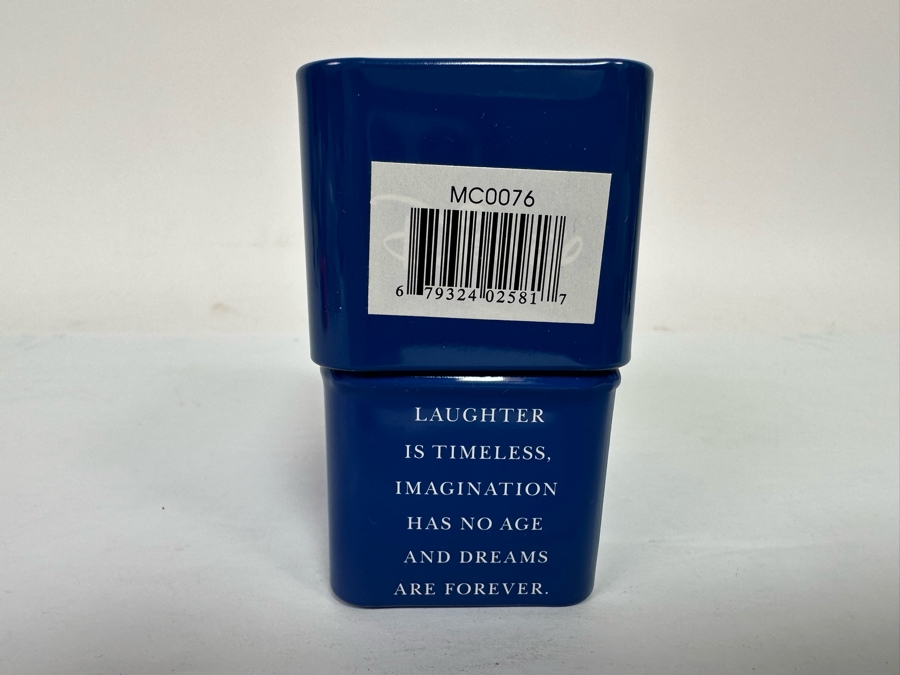 MC0076
6 79324 02581 7
LAUGHTER
IS TIMELESS,
IMAGINATION
HAS NO AGE
AND DREAMS
ARE FOREVER.